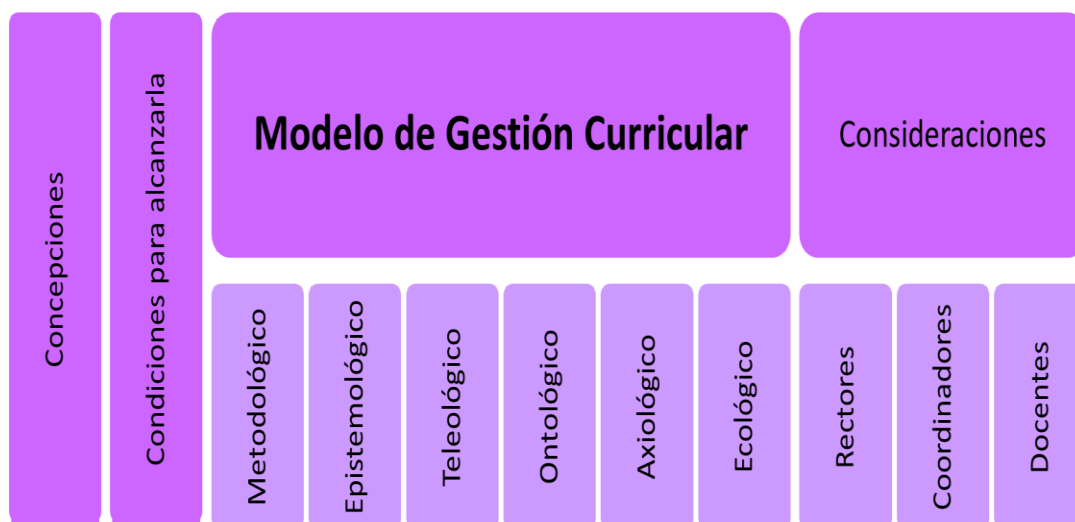 Concepciones
Condiciones para alcanzarla
Modelo de Gestión Curricular
Consideraciones
Metodológico
Epistemológico
Teleológico
Ontológico
Axiológico
Ecológico
Rectores
Coordinadores
Docentes